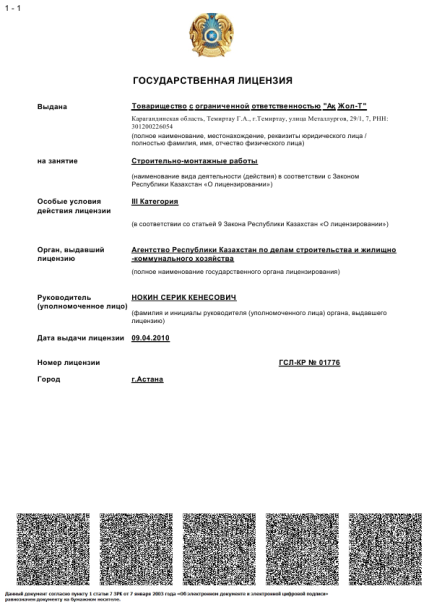 1 - 1
ГОСУДАРСТВЕННАЯ ЛИЦЕНЗИЯ
Выдана
Товарищество с ограниченной ответственностью "Ақ Жол-Т"
Карагандинская область, Темиртау Г.А., г.Темиртау, улица Металлургов, 29/1, 7, РНН:
301200226054
(полное наименование, местонахождение, реквизиты юридического лица /
полностью фамилия, имя, отчество физического лица)
на занятие
Строительно-монтажные работы
(наименование вида деятельности (действия) в соответствии с Законом
Республики Казахстан «О лицензировании»)
Особые условия
действия лицензии
III Категория
(в соответствии со статьей 9 Закона Республики Казахстан «О лицензировании»)
Орган, выдавший
лицензию
Агентство Республики Казахстан по делам строительства и жилищно
-коммунального хозяйства
(полное наименование государственного органа лицензирования)
Руководитель
(уполномоченное лицо)
НОКИН СЕРИК КЕНЕСОВИЧ
(фамилия и инициалы руководителя (уполномоченного лица) органа, выдавшего
лицензию)
Дата выдачи лицензии
09.04.2010
Номер лицензии
ГСЛ-КР № 01776
Город
г.Астана
Данный документ согласно пункту 1 статьи 7 ЗРК от 7 января 2003 года «Об электронном документе и электронной цифровой подписи»
равнозначен документу на бумажном носителе.